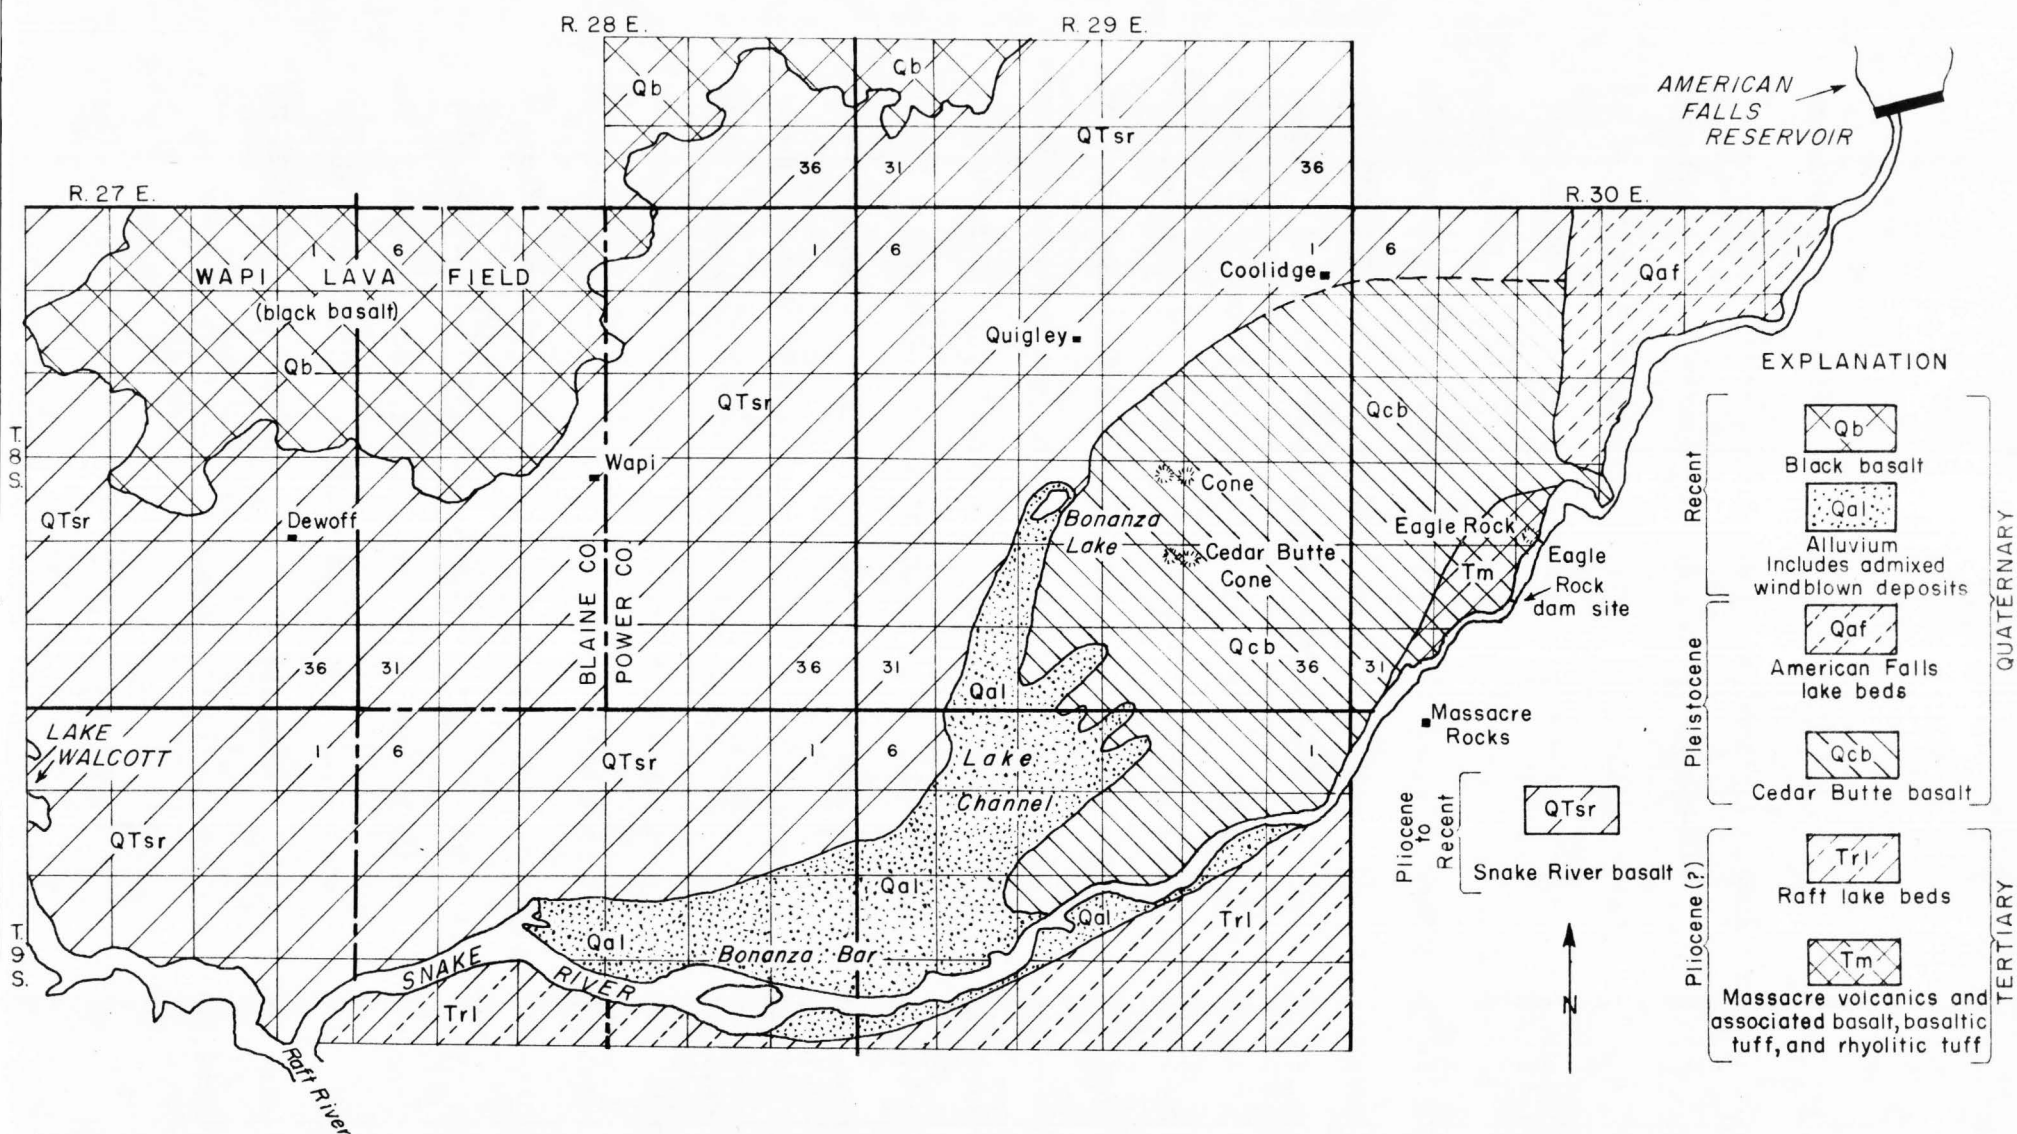 R. 28 E.
R. 29 E.
AMERICAN
FALLS
RESERVOIR
Qb
Qb
QTsr
36
31
36
R. 27 E.
R. 30 E.
1
6
1
6
1
6
1
WAPI LAVA FIELD
(black basalt)
Qb
Coolidge
Qaf
Quigley
QTsr
Qcb
T.
8
S.
Wapi
Cone
QTsr
Dewoff
Bonanza
Lake
Eagle Rock
Cedar Butte
Cone
Tm
Eagle
Rock
dam site
BLAINE CO.
POWER CO.
Qcb
36
31
36
31
36
31
Qal
LAKE
WALCOTT
1
6
QTsr
1
6
Lake
Channel
1
Massacre
Rocks
QTsr
Qal
Qal
Trl
T.
9
S.
Qal
Bonanza Bar
SNAKE
RIVER
Trl
Raft River
N
EXPLANATION
Recent
Qb
Black basalt
Qal
Alluvium
Includes admixed
windblown deposits
Pleistocene
Qaf
American Falls
lake beds
Qcb
Cedar Butte basalt
QUATERNARY
Pliocene
to
Recent
QTsr
Snake River basalt
Pliocene (?)
Trl
Raft lake beds
Tm
Massacre volcanics and
associated basalt, basaltic
tuff, and rhyolitic tuff
TERTIARY